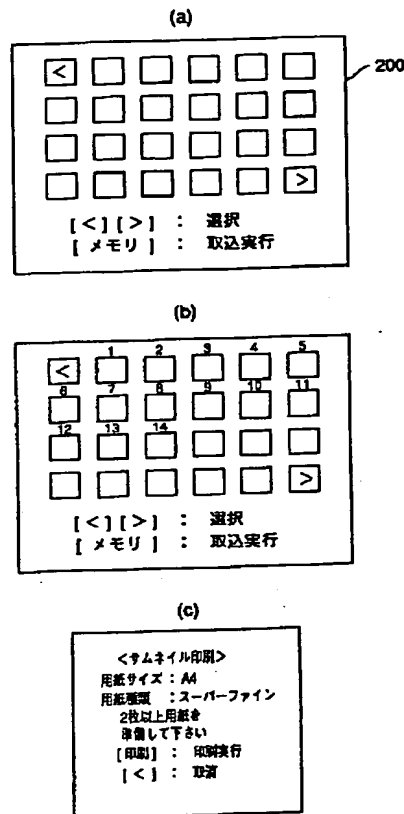 (a)
<
200
>
[<][>] : 選択
[メモリ] : 取込実行
(b)
1 2 3 4 5
<
6 7 8 9 10 11
12 13 14
>
[<][>] : 選択
[メモリ] : 取込実行
(c)
<サムネイル印刷>
用紙サイズ : A4
用紙種類 : スーパーファイン
2枚以上用紙を
準備して下さい
[印刷] : 印刷実行
[<] : 取消